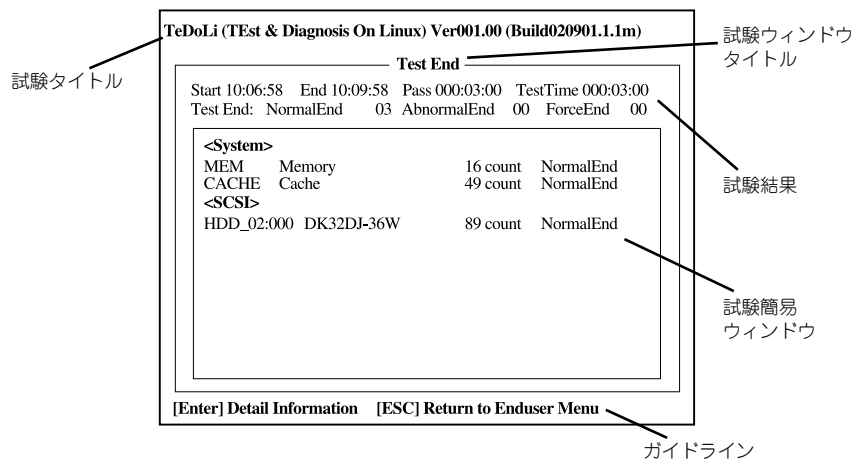 TeDoLi (TEst & Diagnosis On Linux) Ver001.00 (Build020901.1.1m)
試験ウィンドウ
タイトル
試験タイトル
Test End
Start 10:06:58 End 10:09:58 Pass 000:03:00 TestTime 000:03:00
Test End: NormalEnd 03 AbnormalEnd 00 ForceEnd 00
試験結果
<System>
MEM Memory 16 count NormalEnd
CACHE Cache 49 count NormalEnd
<SCSI>
HDD_02:000 DK32DJ-36W 89 count NormalEnd
試験簡易
ウィンドウ
[Enter] Detail Information [ESC] Return to Enduser Menu
ガイドライン